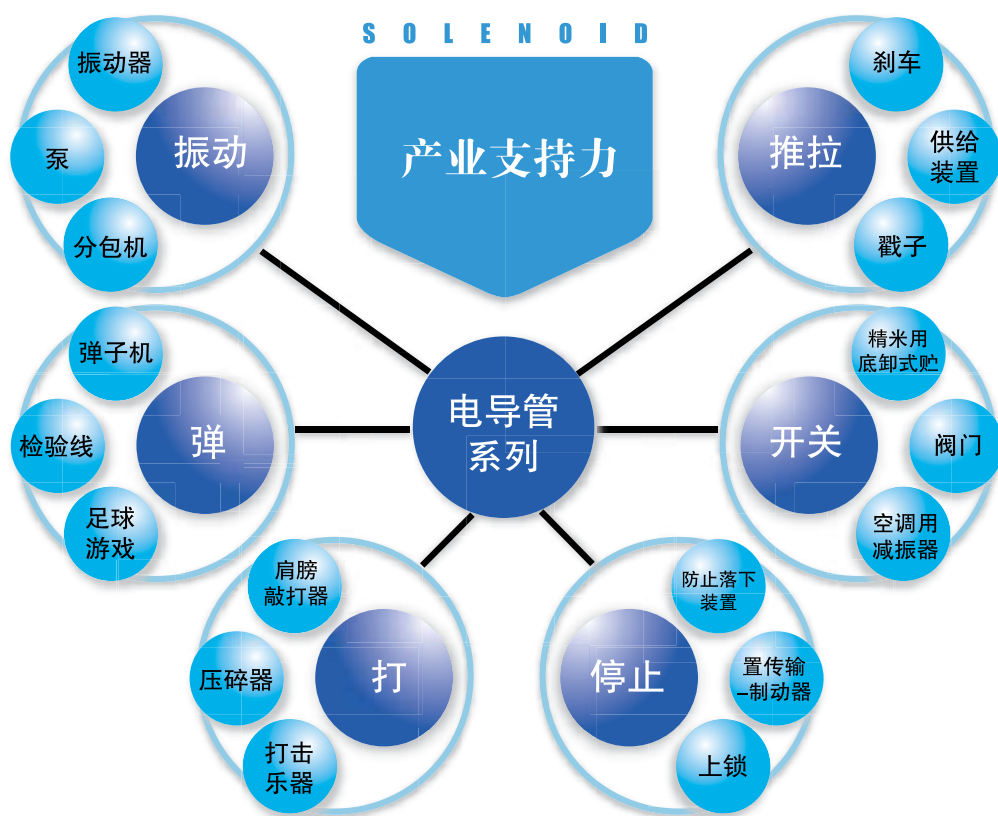 SOLENOID
产业支持力
振动器
泵
分包机
振动
刹车
供给
装置
戳子
推拉
弹子机
检验线
足球
游戏
弹
电导管
系列
精米用
底卸式贮
阀门
空调用
减振器
开关
肩膀
敲打器
压碎器
打击
乐器
打
防止落下
装置
置传输
-制动器
上锁
停止